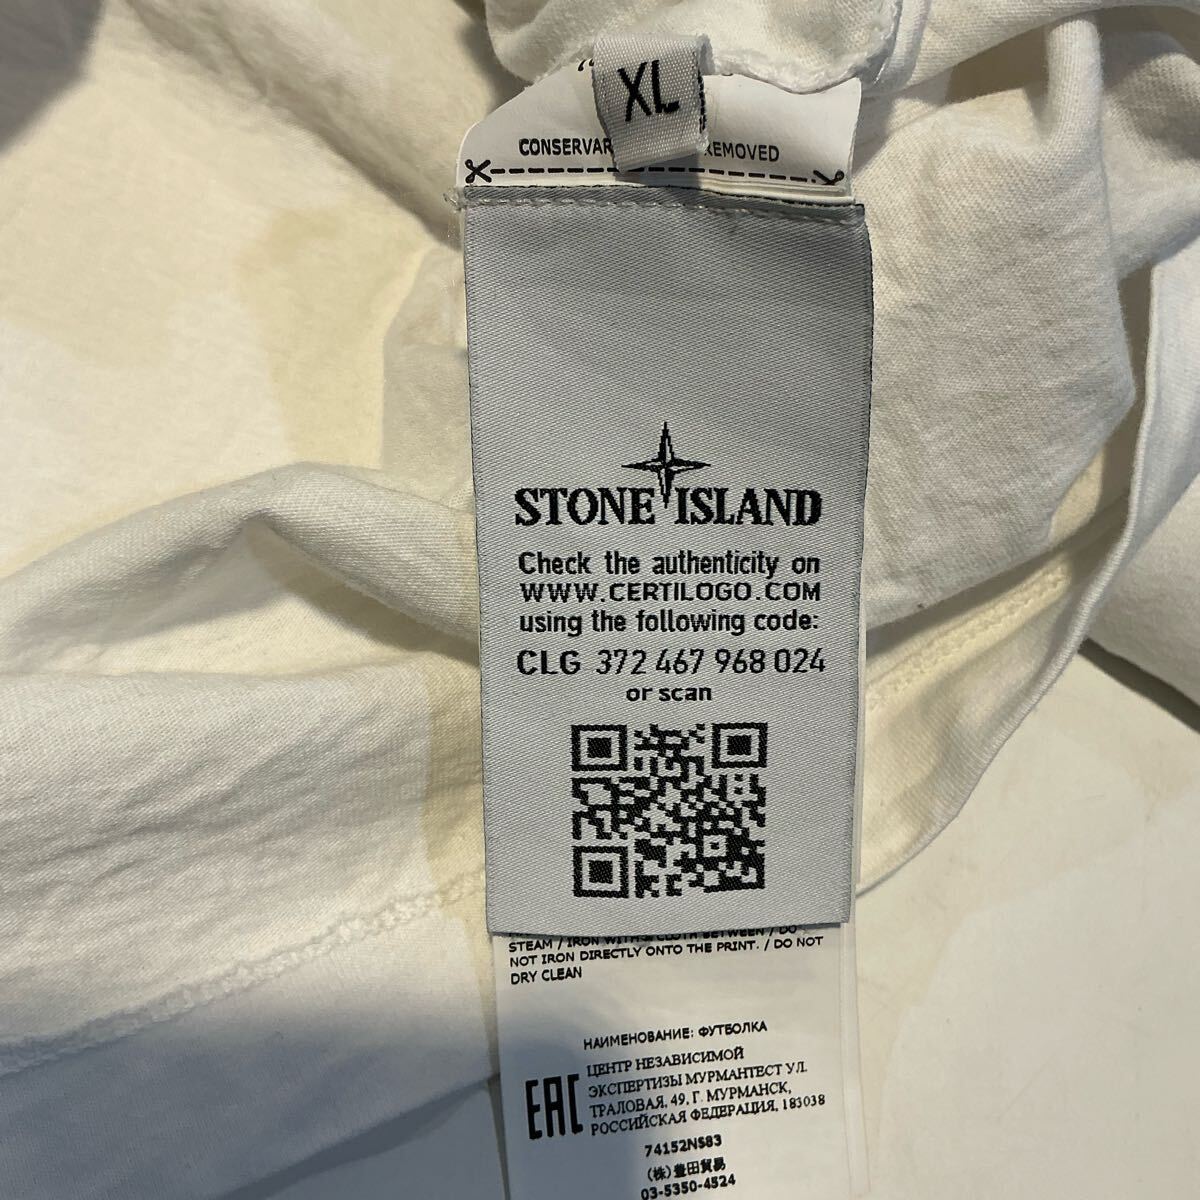 XL
CONSERVAR
REMOVED
STONE ISLAND
Check the authenticity on
WWW.CERTILOGO.COM
using the following code:
CLG 372 467 968 024
or scan
STEAM / IRON WITH CLOTH BETWEEN / DO
NOT IRON DIRECTLY ONTO THE PRINT. / DO NOT
DRY CLEAN
НАИМЕНОВАНИЕ: ФУТБОЛКА
EAC
ЦЕНТР НЕЗАВИСИМОЙ
ЭКСПЕРТИЗЫ МУРМАНТЕСТ УЛ.
ТРАЛОВАЯ, 49, Г. МУРМАНСК,
РОССИЙСКАЯ ФЕДЕРАЦИЯ, 183038
74152NS83
(株)豊田貿易
03-5350-4524